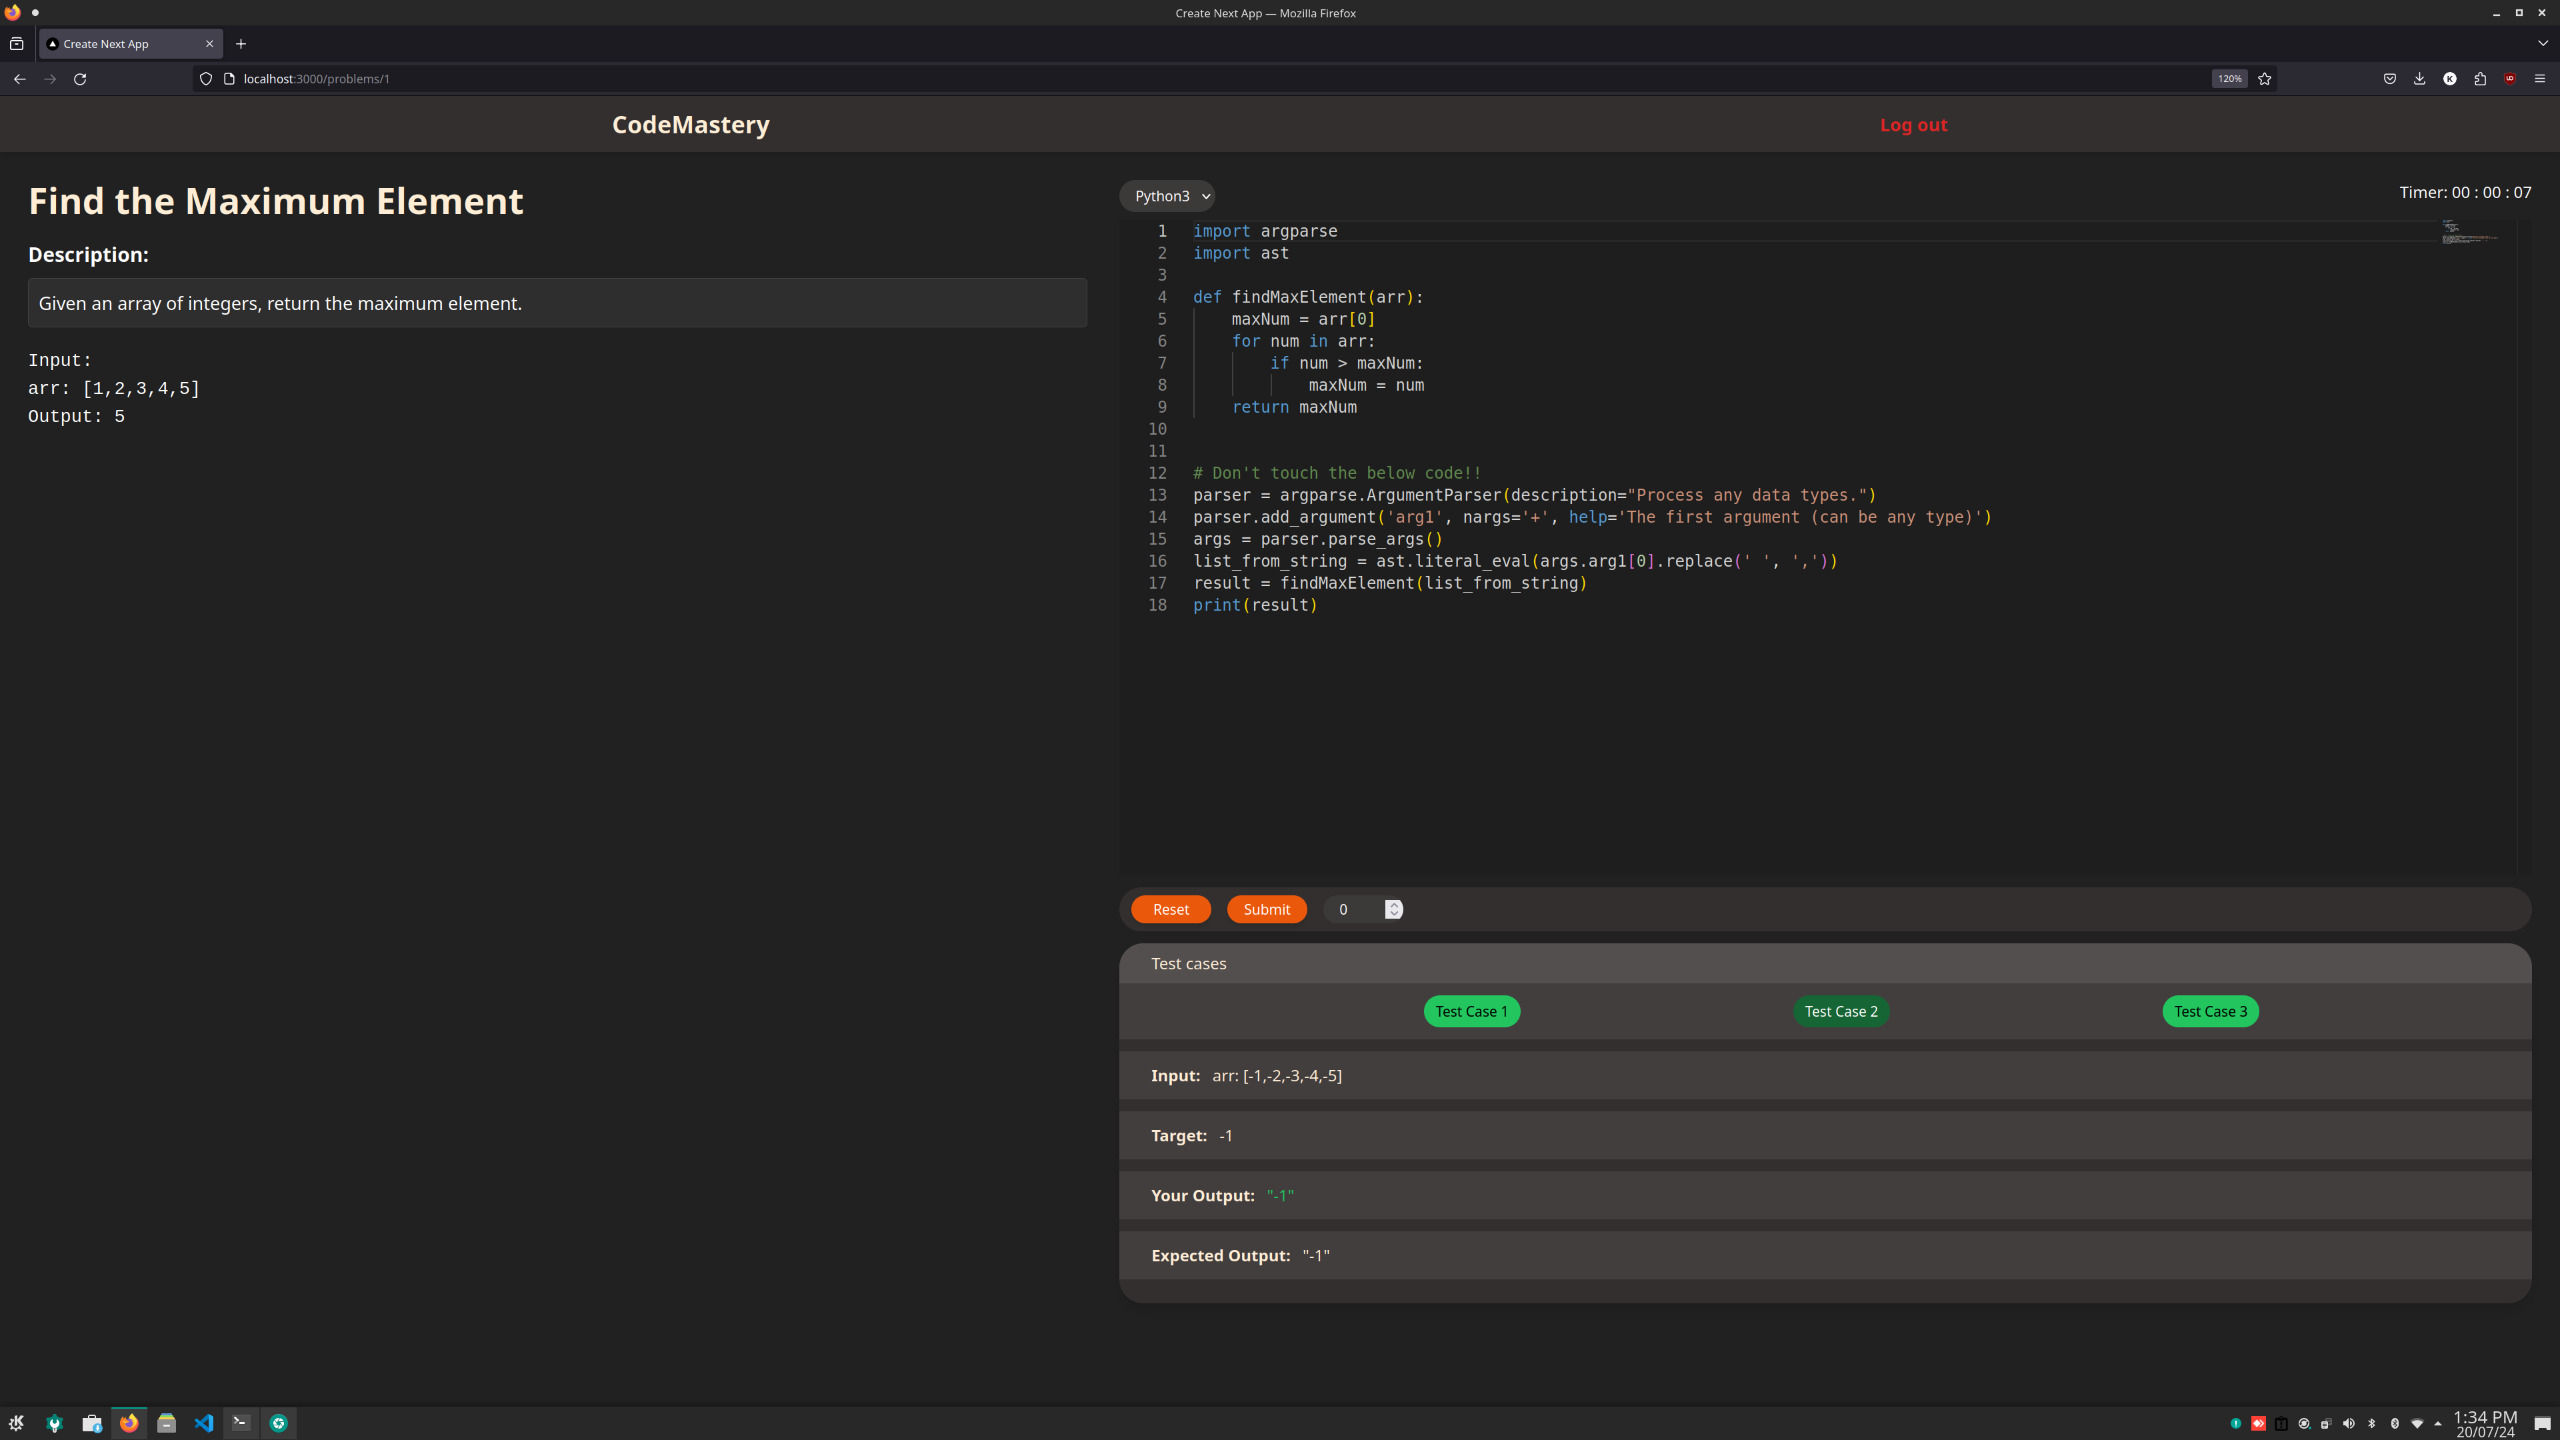 Create Next App — Mozilla Firefox
Create Next App
localhost:3000/problems/1
120%
CodeMastery
Log out
Find the Maximum Element
Description:
Given an array of integers, return the maximum element.
Input:
arr: [1,2,3,4,5]
Output: 5
Python3
Timer: 00 : 00 : 07
1 import argparse
2 import ast
3
4 def findMaxElement(arr):
5     maxNum = arr[0]
6     for num in arr:
7         if num > maxNum:
8             maxNum = num
9     return maxNum
10
11
12 # Don't touch the below code!!
13 parser = argparse.ArgumentParser(description="Process any data types.")
14 parser.add_argument('arg1', nargs='+', help='The first argument (can be any type)')
15 args = parser.parse_args()
16 list_from_string = ast.literal_eval(args.arg1[0].replace(' ', ','))
17 result = findMaxElement(list_from_string)
18 print(result)
Reset
Submit
0
Test cases
Test Case 1
Test Case 2
Test Case 3
Input: arr: [-1,-2,-3,-4,-5]
Target: -1
Your Output: "-1"
Expected Output: "-1"
1:34 PM
20/07/24